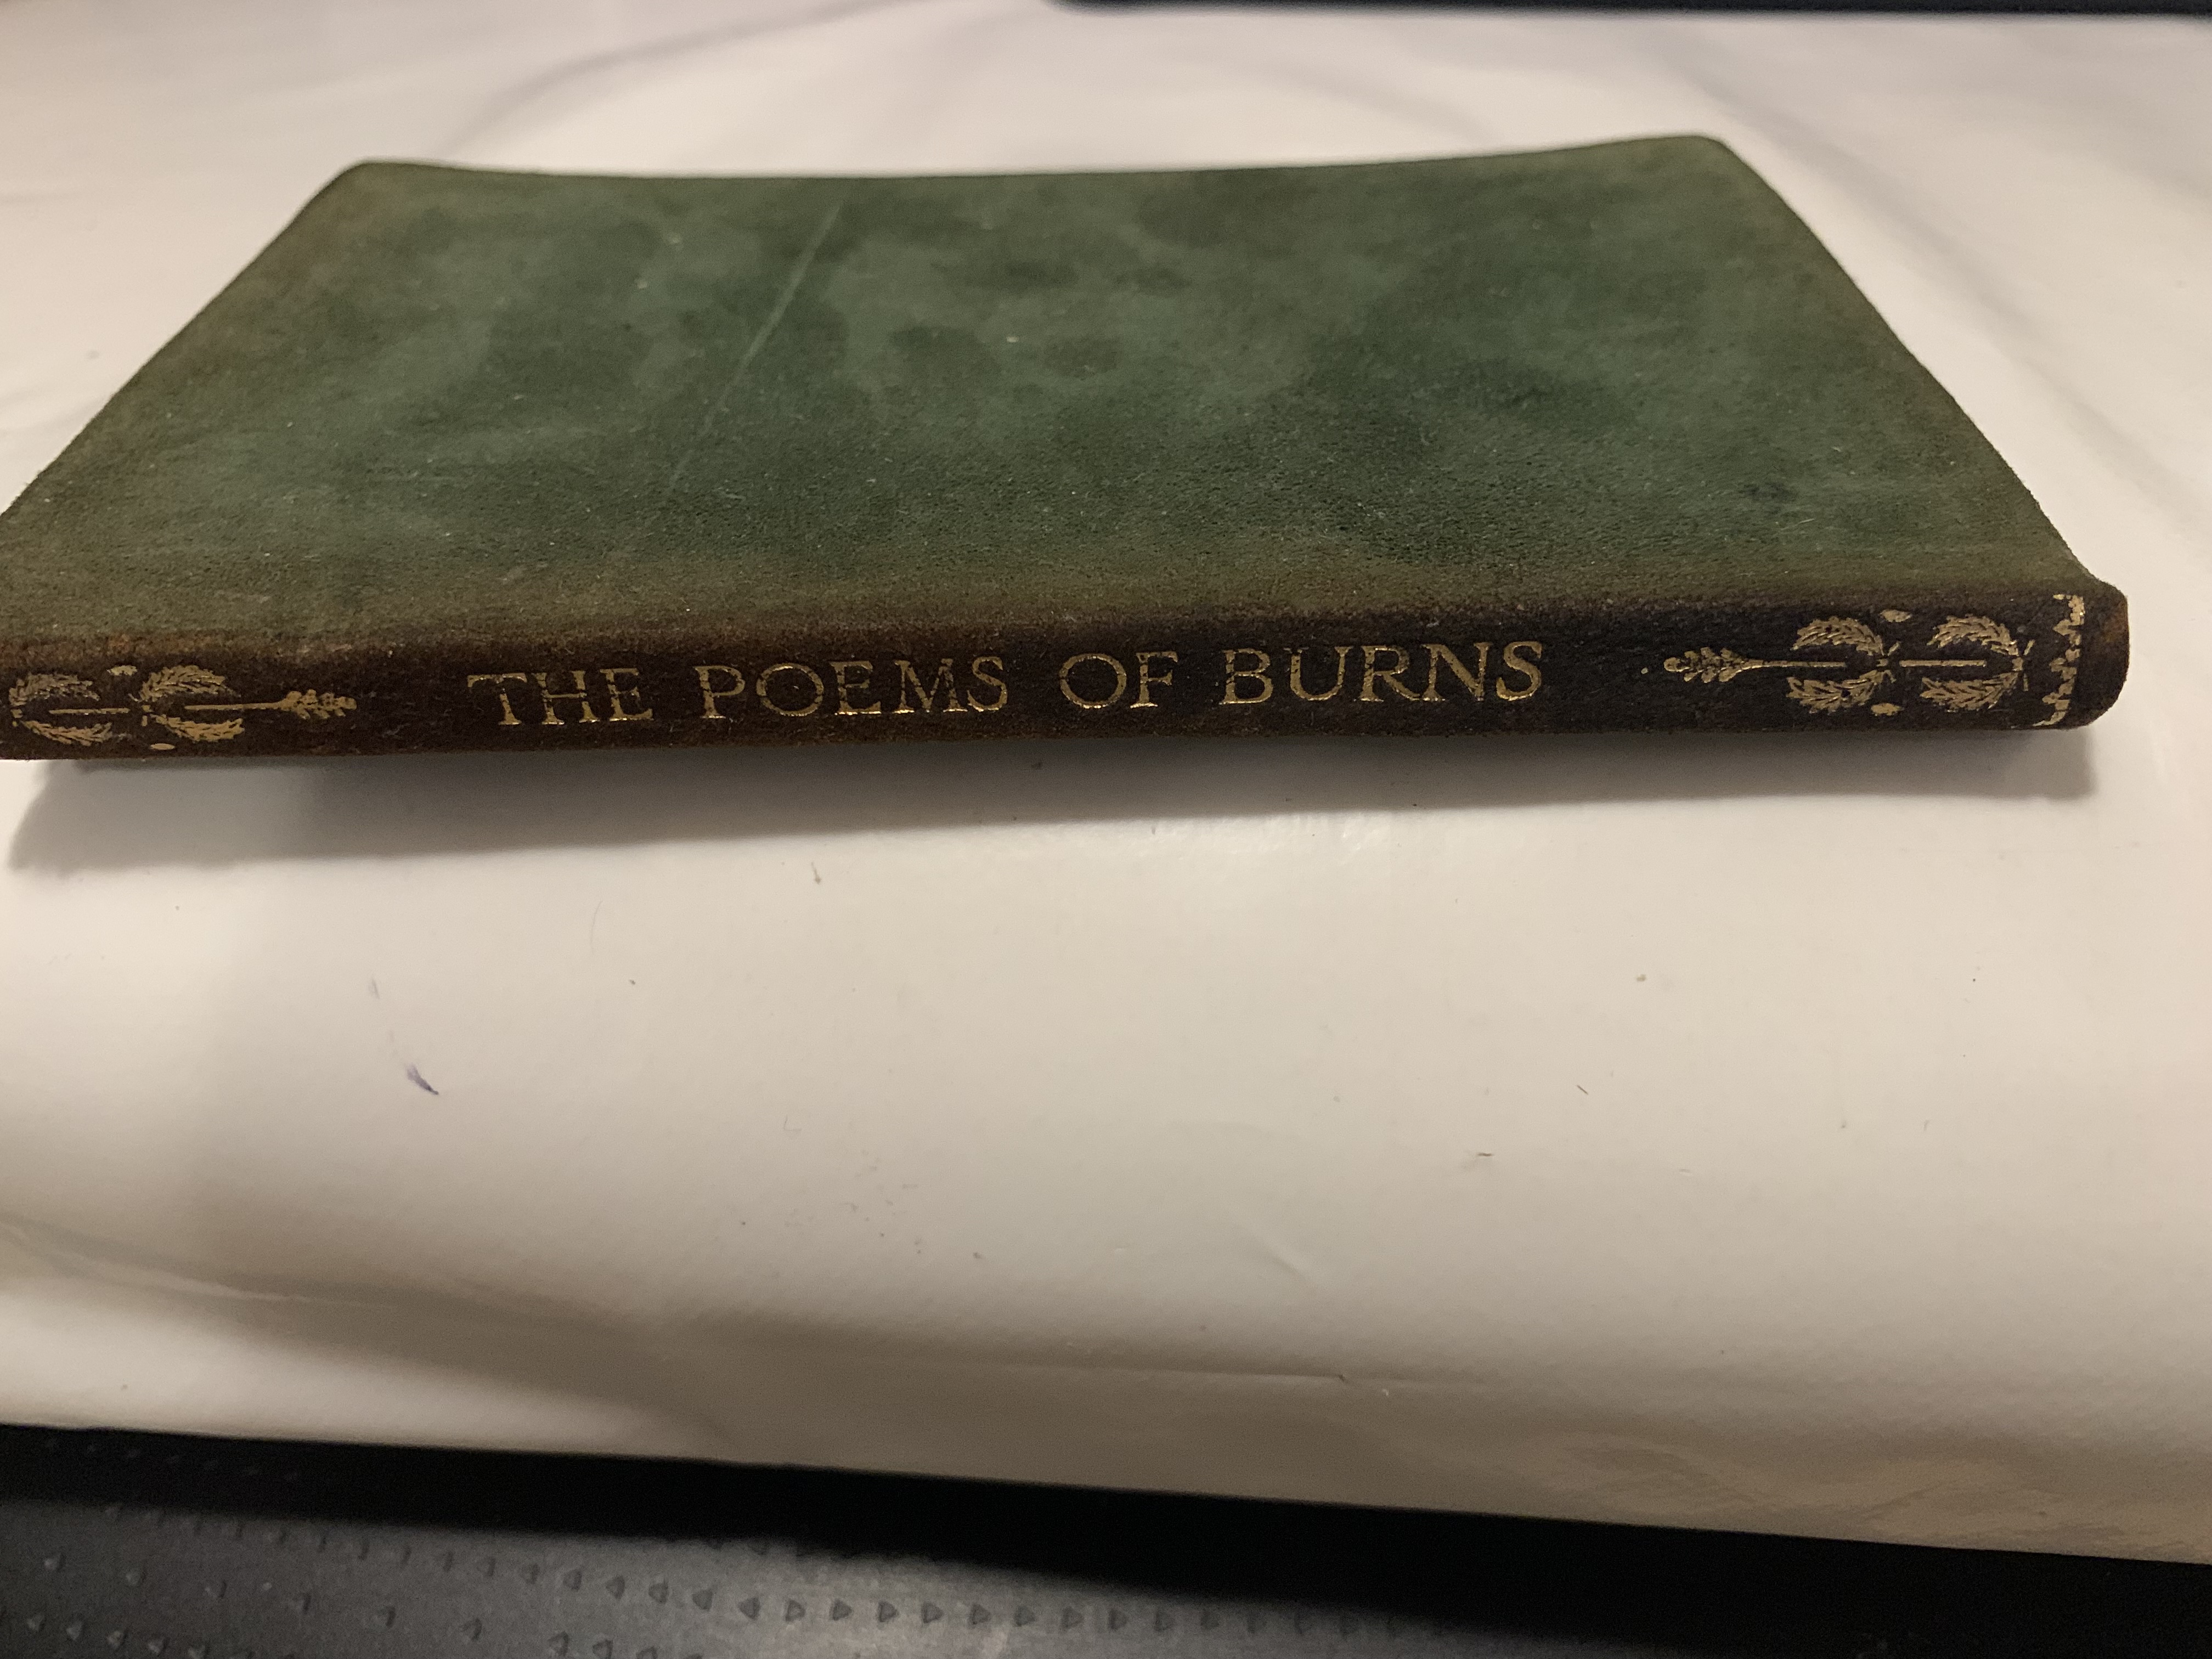 THE POEMS OF BURNS